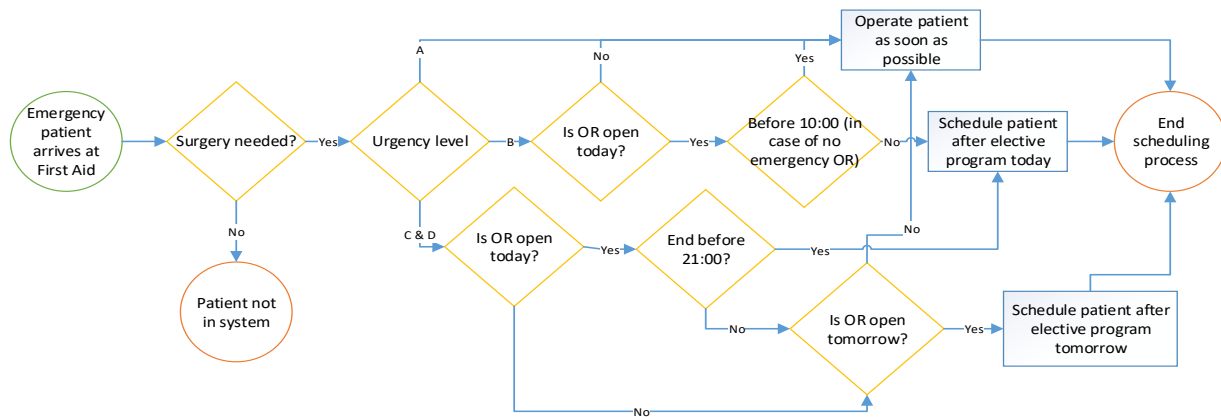 Emergency
patient
arrives at
First Aid
Surgery needed?
Yes
No
Patient not
in system
Urgency level
A
B
C & D
Is OR open
today?
No
Yes
Before 10:00 (in
case of no
emergency OR)
Yes
No
Operate patient
as soon as
possible
Schedule patient
after elective
program today
End
scheduling
process
Is OR open
today?
Yes
No
End before
21:00?
Yes
No
Is OR open
tomorrow?
No
Yes
Schedule patient after
elective program
tomorrow